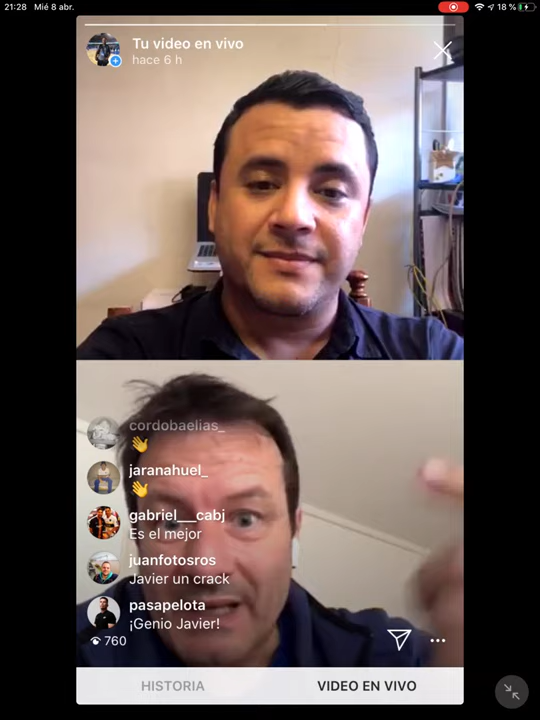 21:28 Mié 8 abr.
18 %
Tu video en vivo
hace 6 h
cordobaelias_
jaranahuel_
gabriel___cabj
Es el mejor
juanfotosros
Javier un crack
pasapelota
¡Genio Javier!
760
HISTORIA VIDEO EN VIVO